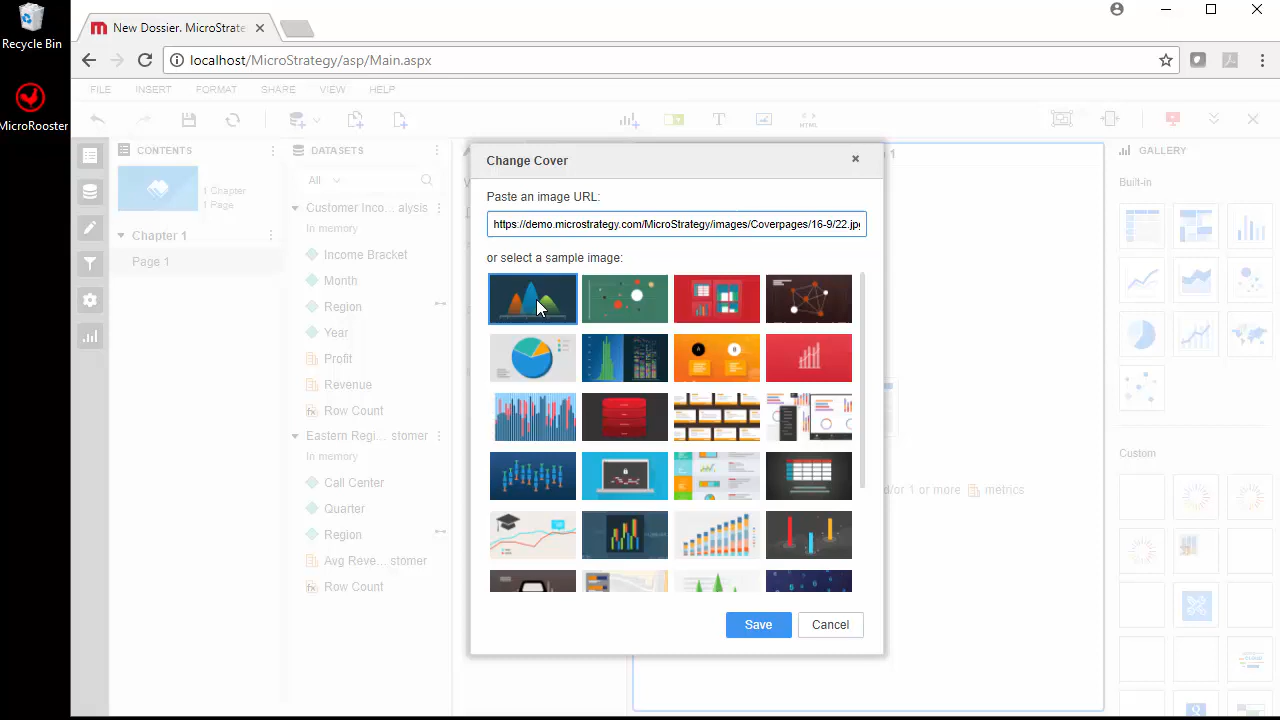 Recycle Bin
MicroRooster
New Dossier. MicroStrate
localhost/MicroStrategy/asp/Main.aspx
FILE
INSERT
FORMAT
SHARE
VIEW
HELP
HTML
CONTENTS
1 Chapter
1 Page
Chapter 1
Page 1
DATASETS
All
Customer Inco... alysis
In memory
Income Bracket
Month
Region
Year
Profit
Revenue
Row Count
Eastern Regi... stomer
In memory
Call Center
Quarter
Region
Avg Reve... stomer
Row Count
Change Cover
Paste an image URL:
https://demo.microstrategy.com/MicroStrategy/images/Coverpages/16-9/22.jpg
or select a sample image:
A
B
Save
Cancel
1
d/or 1 or more metrics
GALLERY
Built-in
Custom